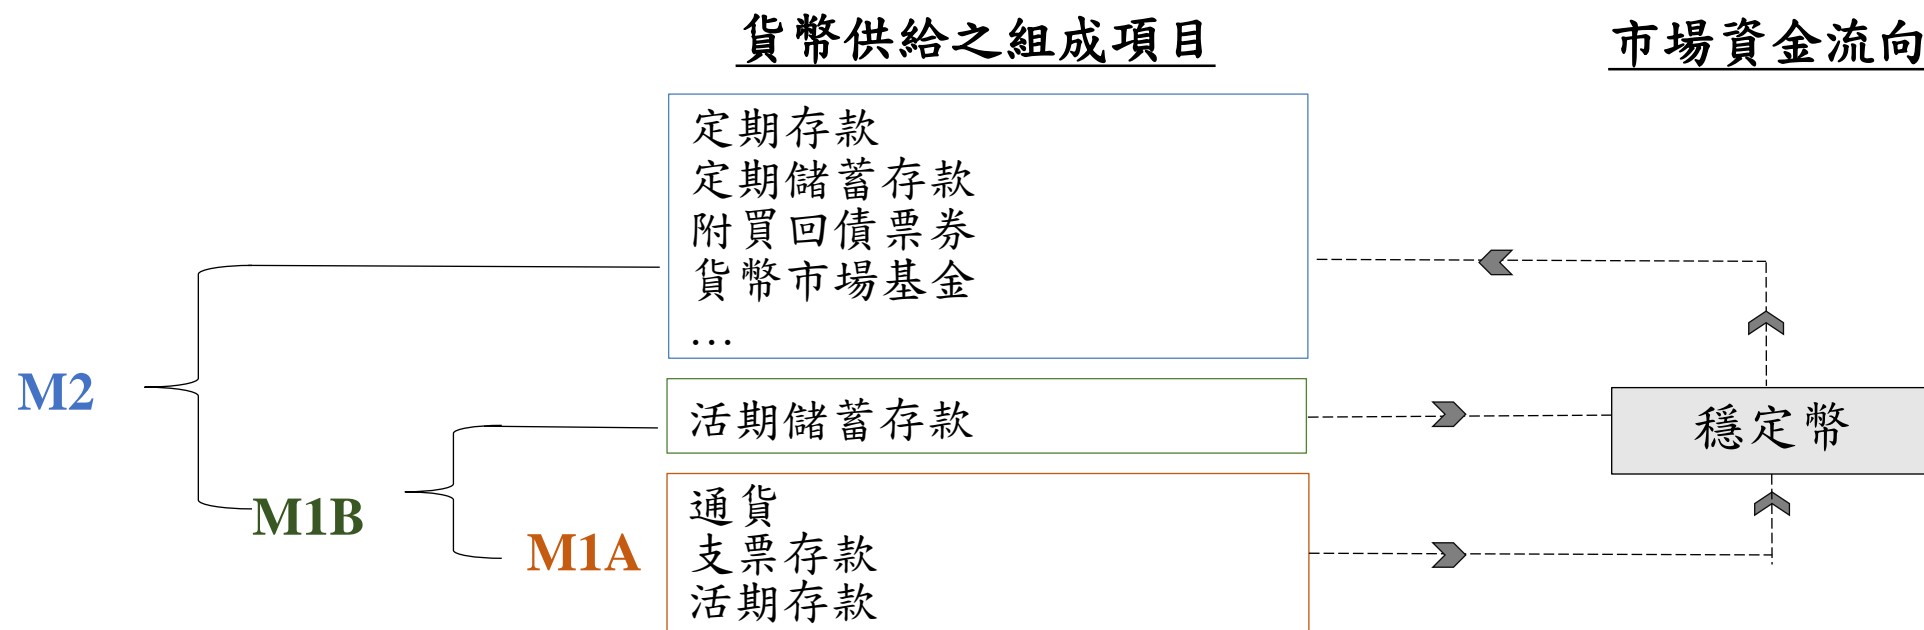 貨幣供給之組成項目
市場資金流向
定期存款
定期儲蓄存款
附買回債票券
貨幣市場基金
…
M2
活期儲蓄存款
穩定幣
M1B
M1A
通貨
支票存款
活期存款